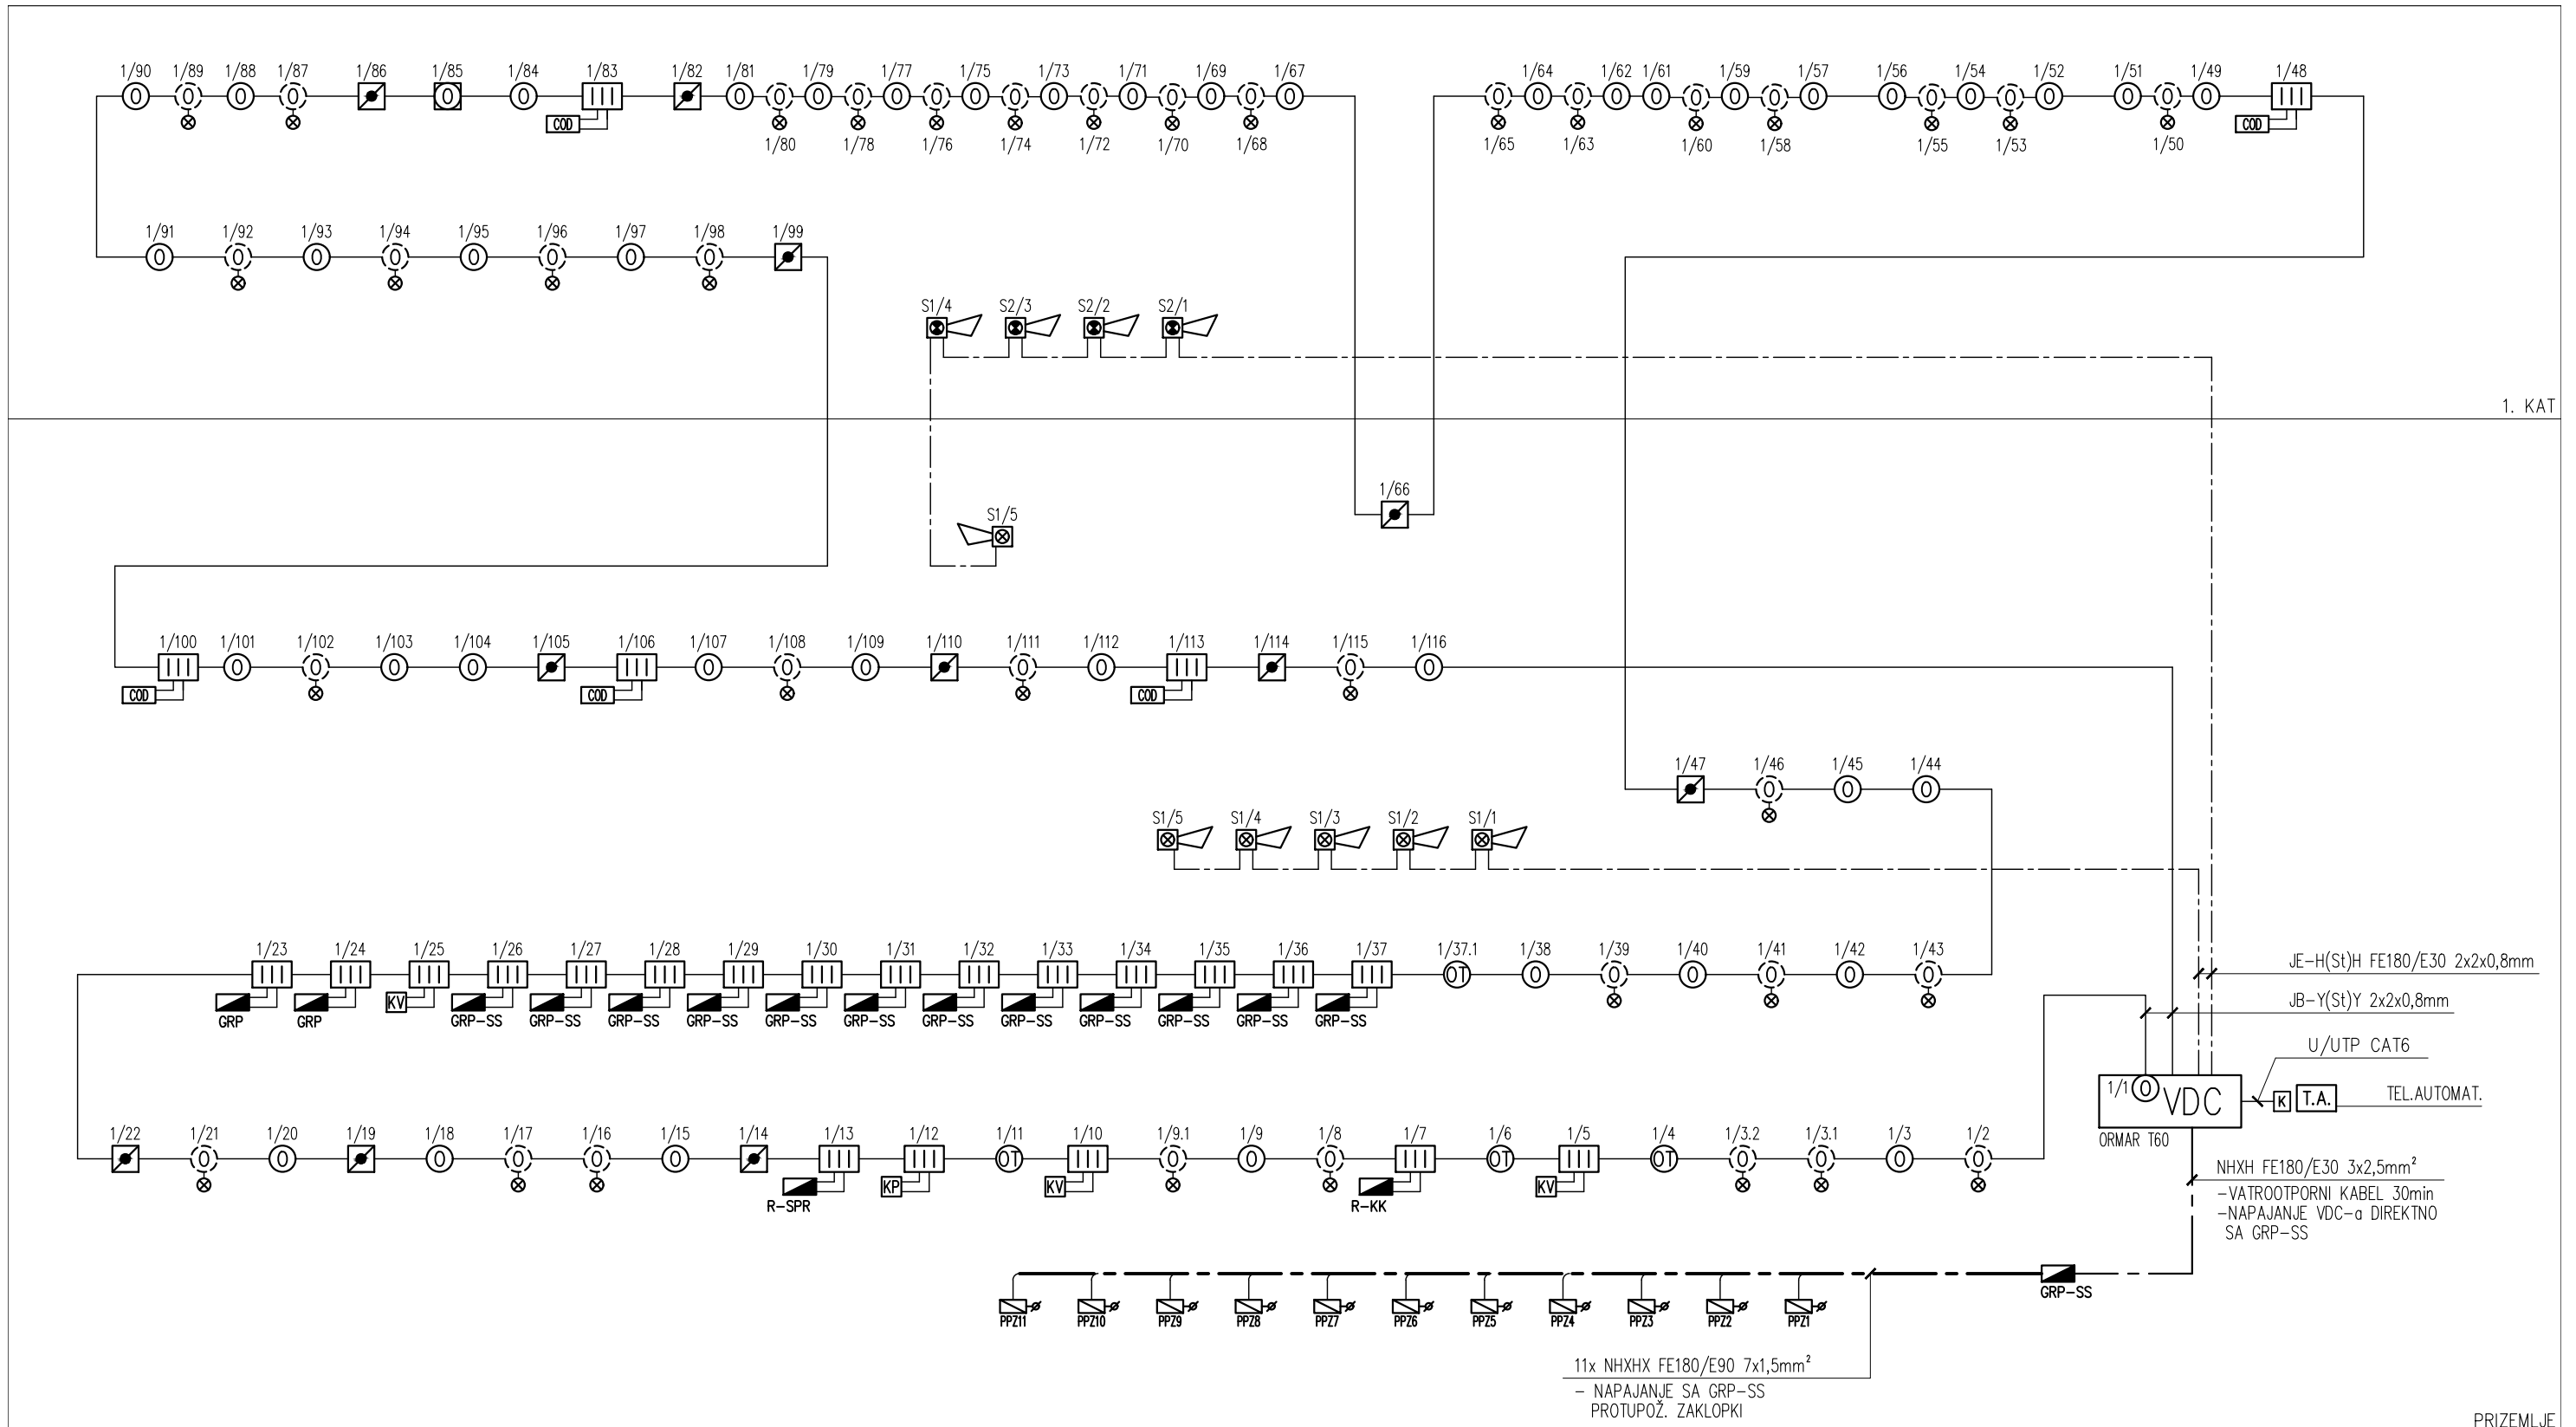 1/90 1/89 1/88 1/87 1/86 1/85 1/84 1/83 1/82 1/81 1/79 1/77 1/75 1/73 1/71 1/69 1/67 1/64 1/62 1/61 1/59 1/57 1/56 1/54 1/52 1/51 1/49 1/48
COD COD
1/80 1/78 1/76 1/74 1/72 1/70 1/68 1/65 1/63 1/60 1/58 1/55 1/53 1/50
1/91 1/92 1/93 1/94 1/95 1/96 1/97 1/98 1/99
S1/4 S2/3 S2/2 S2/1
1. KAT
1/66
S1/5
1/100 1/101 1/102 1/103 1/104 1/105 1/106 1/107 1/108 1/109 1/110 1/111 1/112 1/113 1/114 1/115 1/116
COD COD COD
1/47 1/46 1/45 1/44
S1/5 S1/4 S1/3 S1/2 S1/1
1/23 1/24 1/25 1/26 1/27 1/28 1/29 1/30 1/31 1/32 1/33 1/34 1/35 1/36 1/37 1/37.1 1/38 1/39 1/40 1/41 1/42 1/43
OT
KV
GRP GRP GRP-SS GRP-SS GRP-SS GRP-SS GRP-SS GRP-SS GRP-SS GRP-SS GRP-SS GRP-SS GRP-SS GRP-SS
JE-H(St)H FE180/E30 2x2x0,8mm
JB-Y(St)Y 2x2x0,8mm
U/UTP CAT6
1/1 VDC
K T.A. TEL.AUTOMAT.
ORMAR T60
1/22 1/21 1/20 1/19 1/18 1/17 1/16 1/15 1/14 1/13 1/12 1/11 1/10 1/9.1 1/9 1/8 1/7 1/6 1/5 1/4 1/3.2 1/3.1 1/3 1/2
OT OT OT
KP KV KV
R-SPR R-KK
NHXH FE180/E30 3x2,5mm²
-VATROOTPORNI KABEL 30min
-NAPAJANJE VDC-a DIREKTNO
SA GRP-SS
GRP-SS
PPZ11 PPZ10 PPZ9 PPZ8 PPZ7 PPZ6 PPZ5 PPZ4 PPZ3 PPZ2 PPZ1
11x NHXHX FE180/E90 7x1,5mm²
- NAPAJANJE SA GRP-SS
PROTUPOŽ. ZAKLOPKI
PRIZEMLJE